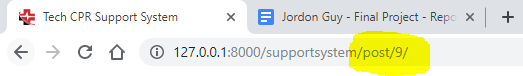 Tech CPR Support System
Jordon Guy - Final Project - Repo
127.0.0.1:8000/supportsystem/post/9/